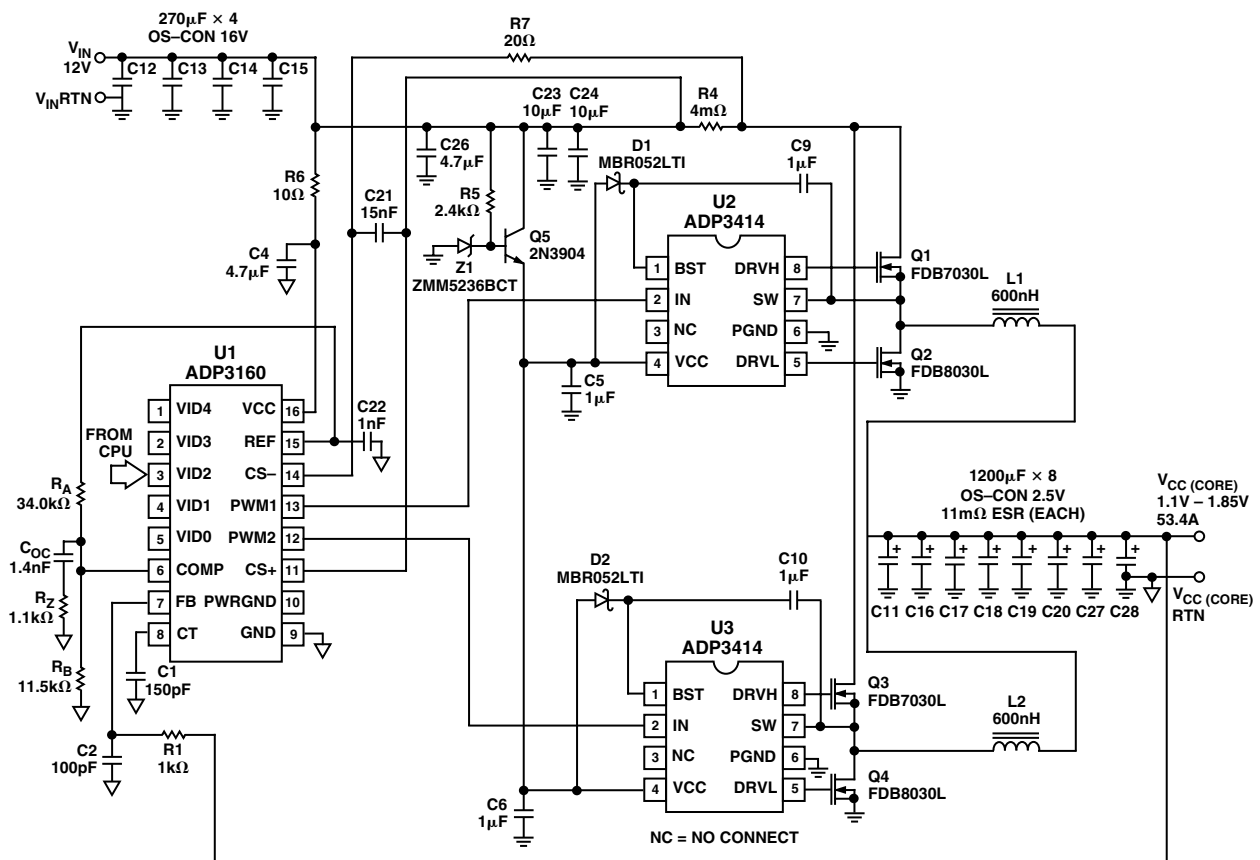 270μF × 4
OS–CON 16V
VIN
12V
VINRTN
C12
C13
C14
C15
R7
20Ω
C23
10μF
C24
10μF
R4
4mΩ
C26
4.7μF
D1
MBR052LTI
C9
1μF
R6
10Ω
C21
15nF
R5
2.4kΩ
Q5
2N3904
Z1
ZMM5236BCT
C4
4.7μF
U2
ADP3414
1 BST
2 IN
3 NC
4 VCC
DRVH 8
SW 7
PGND 6
DRVL 5
Q1
FDB7030L
L1
600nH
Q2
FDB8030L
C5
1μF
U1
ADP3160
1 VID4
2 VID3
3 VID2
4 VID1
5 VID0
6 COMP
7 FB
8 CT
VCC 16
REF 15
CS– 14
PWM1 13
PWM2 12
CS+ 11
PWRGND 10
GND 9
C22
1nF
FROM
CPU
RA
34.0kΩ
COC
1.4nF
RZ
1.1kΩ
RB
11.5kΩ
C1
150pF
C2
100pF
R1
1kΩ
1200μF × 8
OS–CON 2.5V
11mΩ ESR (EACH)
VCC (CORE)
1.1V – 1.85V
53.4A
+
+
+
+
+
+
+
+
C11
C16
C17
C18
C19
C20
C27
C28
VCC (CORE)
RTN
D2
MBR052LTI
C10
1μF
U3
ADP3414
1 BST
2 IN
3 NC
4 VCC
DRVH 8
SW 7
PGND 6
DRVL 5
Q3
FDB7030L
L2
600nH
Q4
FDB8030L
C6
1μF
NC = NO CONNECT